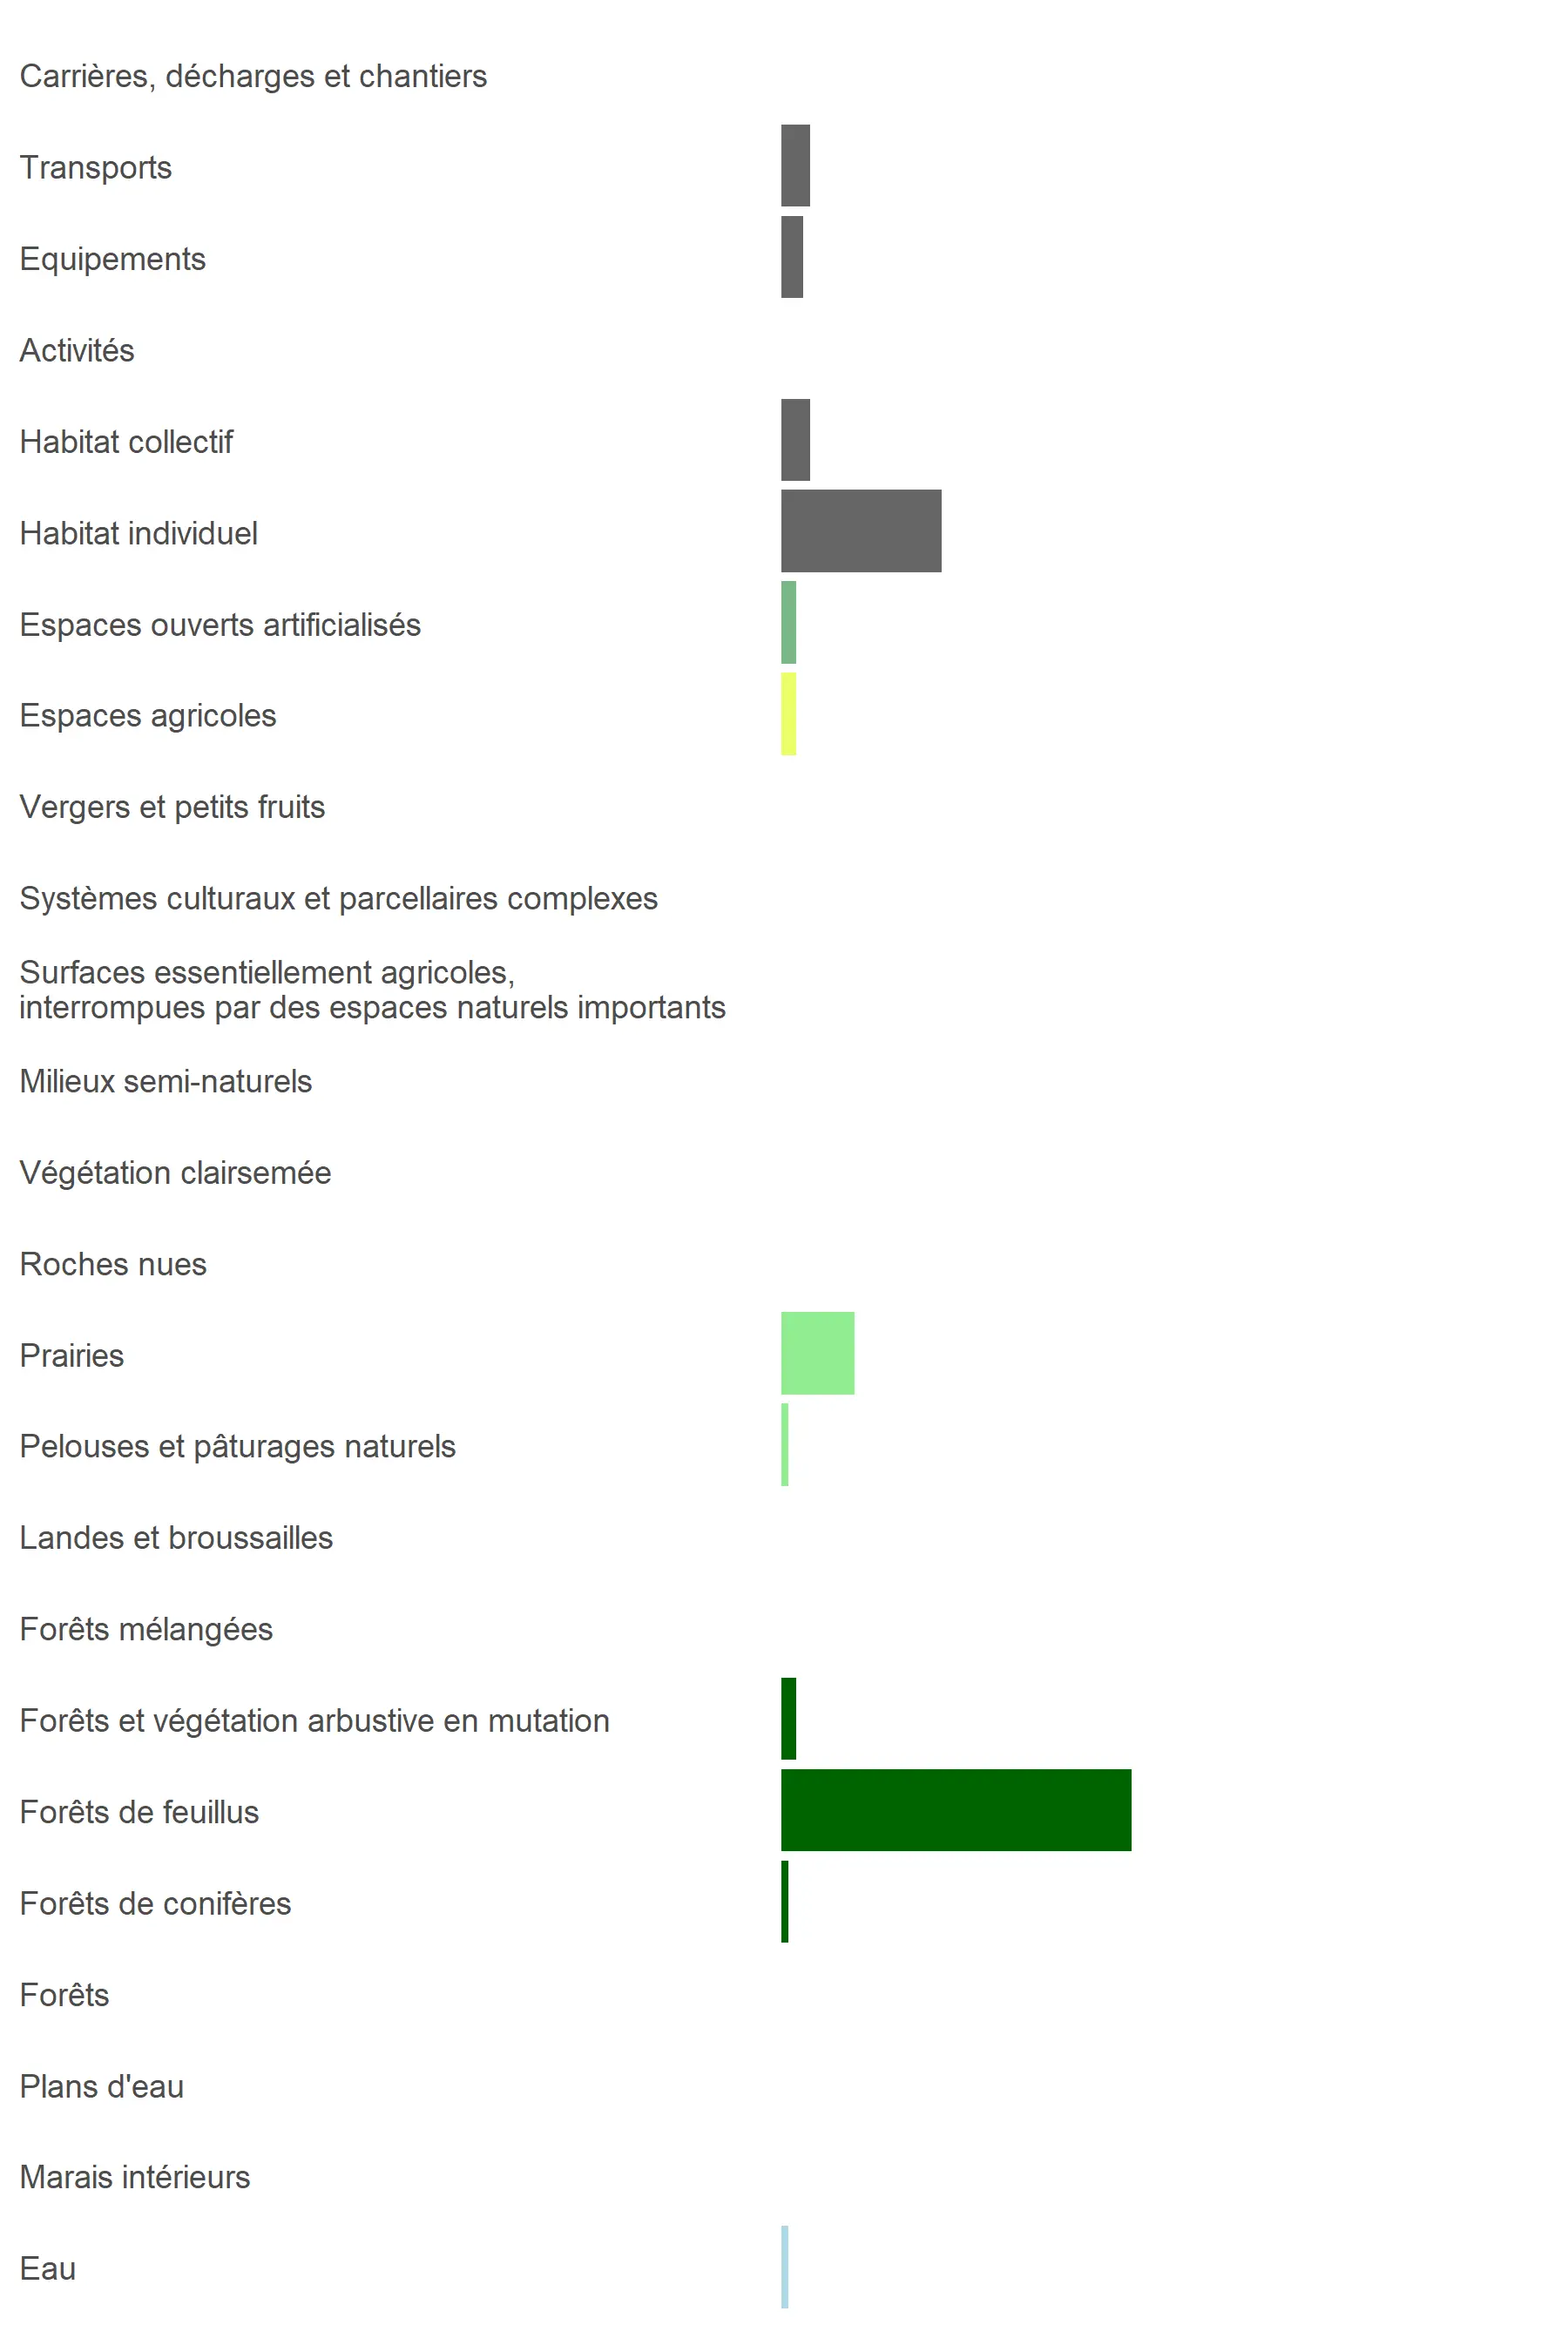 Carrières, décharges et chantiers
Transports
Equipements
Activités
Habitat collectif
Habitat individuel
Espaces ouverts artificialisés
Espaces agricoles
Vergers et petits fruits
Systèmes culturaux et parcellaires complexes
Surfaces essentiellement agricoles,
interrompues par des espaces naturels importants
Milieux semi-naturels
Végétation clairsemée
Roches nues
Prairies
Pelouses et pâturages naturels
Landes et broussailles
Forêts mélangées
Forêts et végétation arbustive en mutation
Forêts de feuillus
Forêts de conifères
Forêts
Plans d'eau
Marais intérieurs
Eau